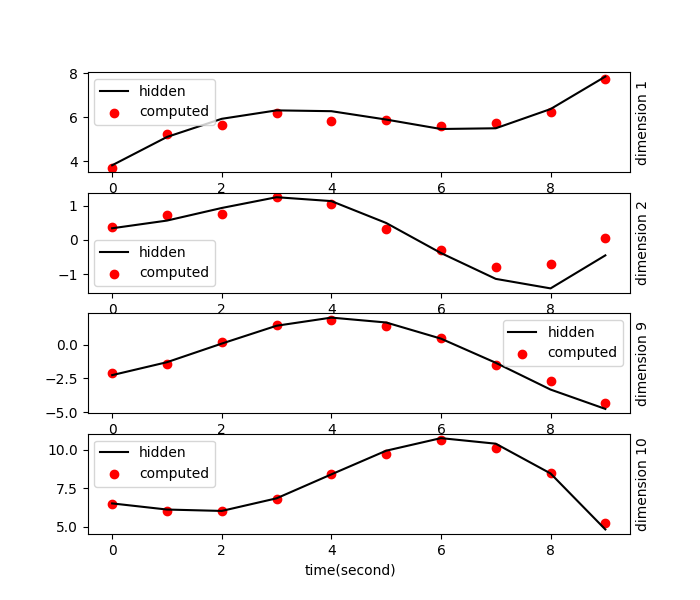 8
6
4
hidden
computed
dimension 1
0 2 4 6 8
1
0
−1
hidden
computed
dimension 2
0 2 4 6 8
0.0
−2.5
−5.0
hidden
computed
dimension 9
0 2 4 6 8
10.0
7.5
5.0
hidden
computed
dimension 10
0 2 4 6 8
time(second)